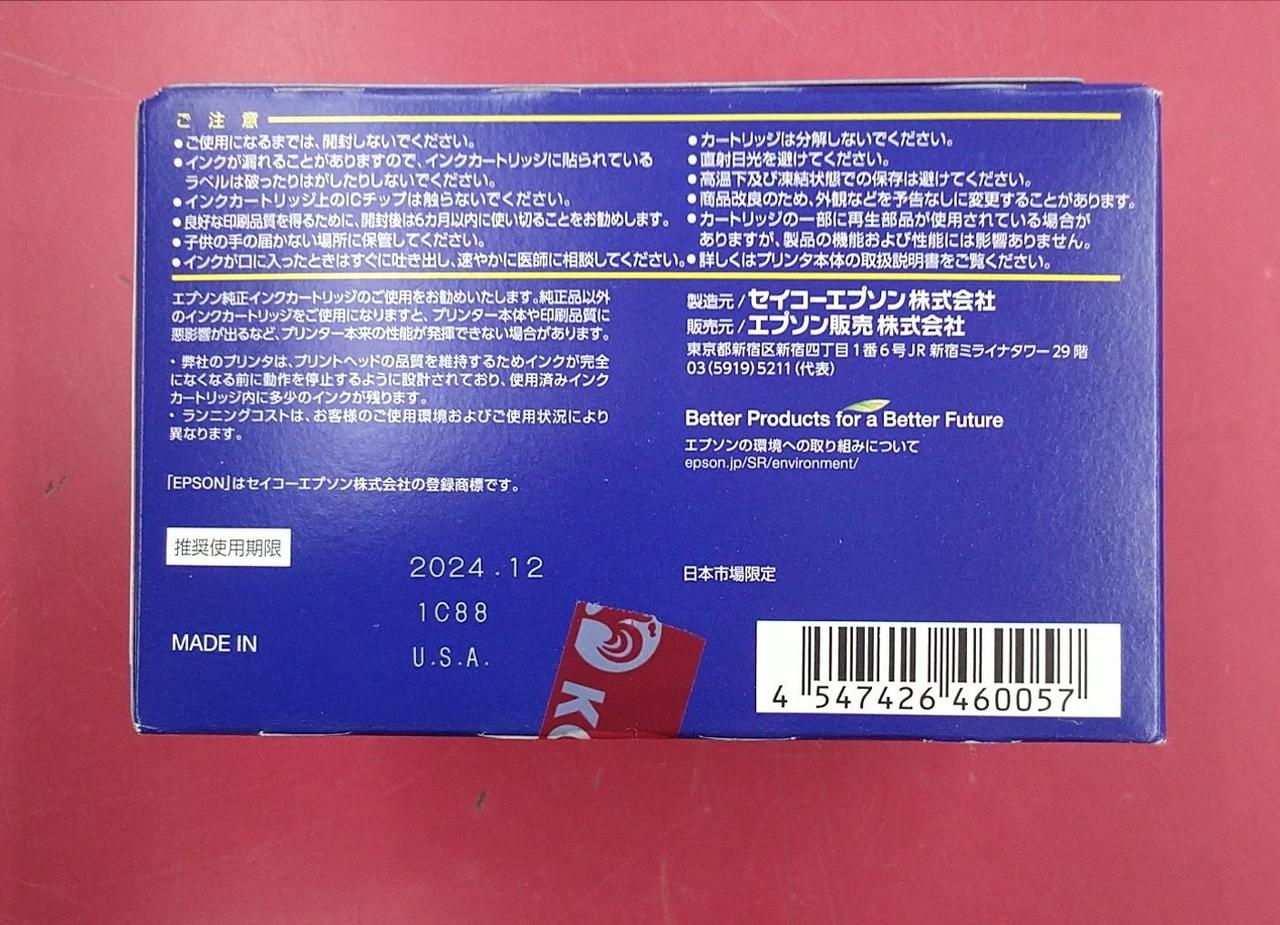 ご注意
●ご使用になるまでは、開封しないでください。
●インクが漏れることがありますので、インクカートリッジに貼られている
ラベルは破ったりはがしたりしないでください。
●インクカートリッジ上のICチップは触らないでください。
●良好な印刷品質を得るために、開封後は6カ月以内に使い切ることをお勧めします。
●子供の手の届かない場所に保管してください。
●インクが口に入ったときはすぐに吐き出し、速やかに医師に相談してください。
●カートリッジは分解しないでください。
●直射日光を避けてください。
●高温下及び凍結状態での保存は避けてください。
●商品改良のため、外観などを予告なしに変更することがあります。
●カートリッジの一部に再生部品が使用されている場合が
ありますが、製品の機能および性能には影響ありません。
●詳しくはプリンタ本体の取扱説明書をご覧ください。
エプソン純正インクカートリッジのご使用をお勧めいたします。純正品以外
のインクカートリッジをご使用になりますと、プリンター本体や印刷品質に
悪影響が出るなど、プリンター本来の性能が発揮できない場合があります。
・弊社のプリンタは、プリントヘッドの品質を維持するためインクが完全
になくなる前に動作を停止するように設計されており、使用済みインク
カートリッジ内に多少のインクが残ります。
・ランニングコストは、お客様のご使用環境およびご使用状況により
異なります。
「EPSON」はセイコーエプソン株式会社の登録商標です。
製造元/セイコーエプソン株式会社
販売元/エプソン販売株式会社
東京都新宿区新宿四丁目1番6号JR新宿ミライナタワー29階
03(5919)5211(代表)
Better Products for a Better Future
エプソンの環境への取り組みについて
epson.jp/SR/environment/
推奨使用期限
2024.12
1C88
MADE IN
U.S.A.
日本市場限定
4 547426 460057